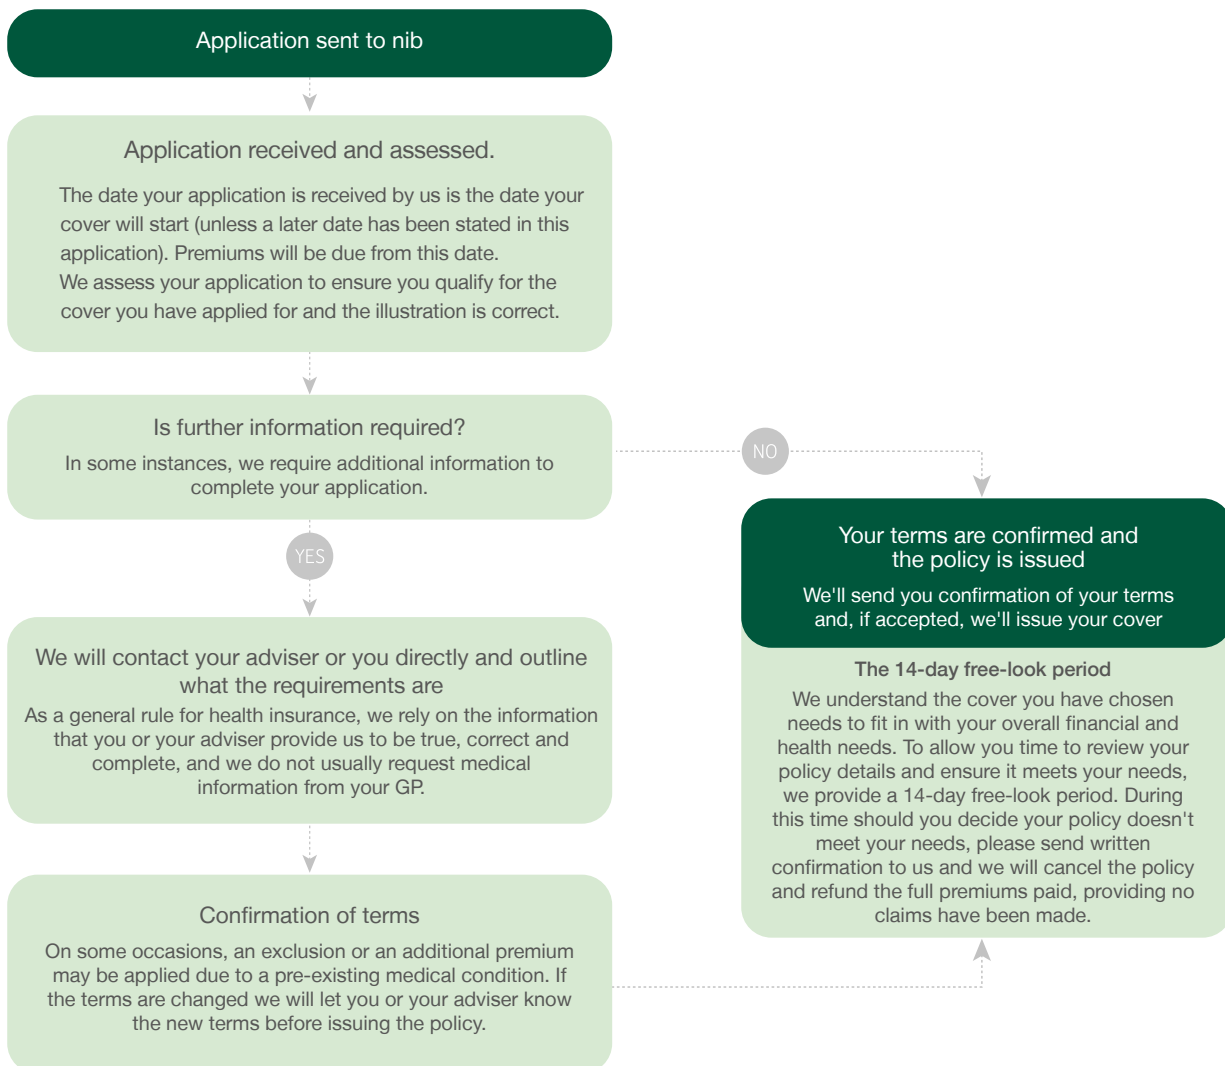 Application sent to nib
Application received and assessed.
The date your application is received by us is the date your
cover will start (unless a later date has been stated in this
application). Premiums will be due from this date.
We assess your application to ensure you qualify for the
cover you have applied for and the illustration is correct.
Is further information required?
In some instances, we require additional information to
complete your application.
NO
YES
We will contact your adviser or you directly and outline
what the requirements are
As a general rule for health insurance, we rely on the information
that you or your adviser provide us to be true, correct and
complete, and we do not usually request medical
information from your GP.
Confirmation of terms
On some occasions, an exclusion or an additional premium
may be applied due to a pre-existing medical condition. If
the terms are changed we will let you or your adviser know
the new terms before issuing the policy.
Your terms are confirmed and
the policy is issued
We'll send you confirmation of your terms
and, if accepted, we'll issue your cover
The 14-day free-look period
We understand the cover you have chosen
needs to fit in with your overall financial and
health needs. To allow you time to review your
policy details and ensure it meets your needs,
we provide a 14-day free-look period. During
this time should you decide your policy doesn't
meet your needs, please send written
confirmation to us and we will cancel the policy
and refund the full premiums paid, providing no
claims have been made.